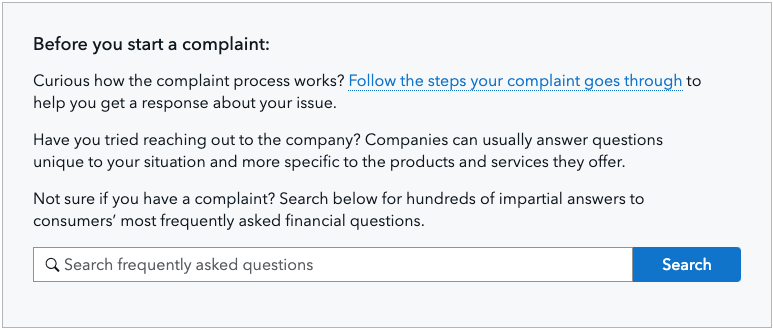 Before you start a complaint:
Curious how the complaint process works? Follow the steps your complaint goes through to
help you get a response about your issue.
Have you tried reaching out to the company? Companies can usually answer questions
unique to your situation and more specific to the products and services they offer.
Not sure if you have a complaint? Search below for hundreds of impartial answers to
consumers’ most frequently asked financial questions.
Search frequently asked questions
Search